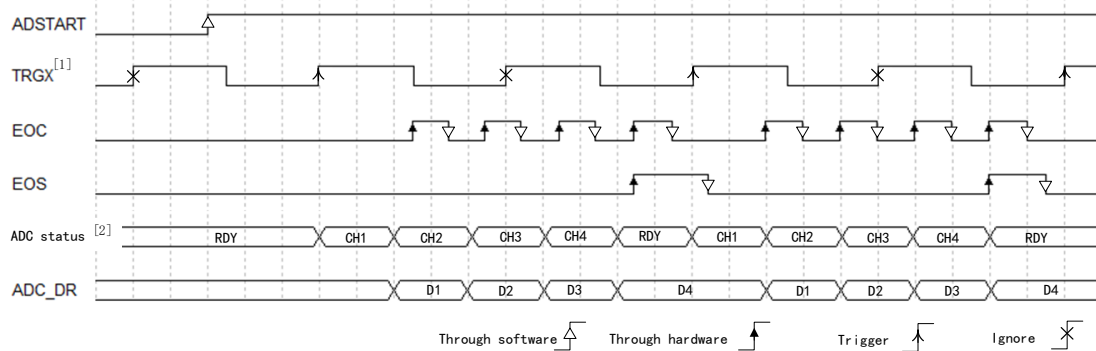 ADSTART
TRGX[1]
EOC
EOS
ADC status [2] RDY CH1 CH2 CH3 CH4 RDY CH1 CH2 CH3 CH4 RDY
ADC_DR D1 D2 D3 D4 D1 D2 D3 D4
Through software Through hardware Trigger Ignore